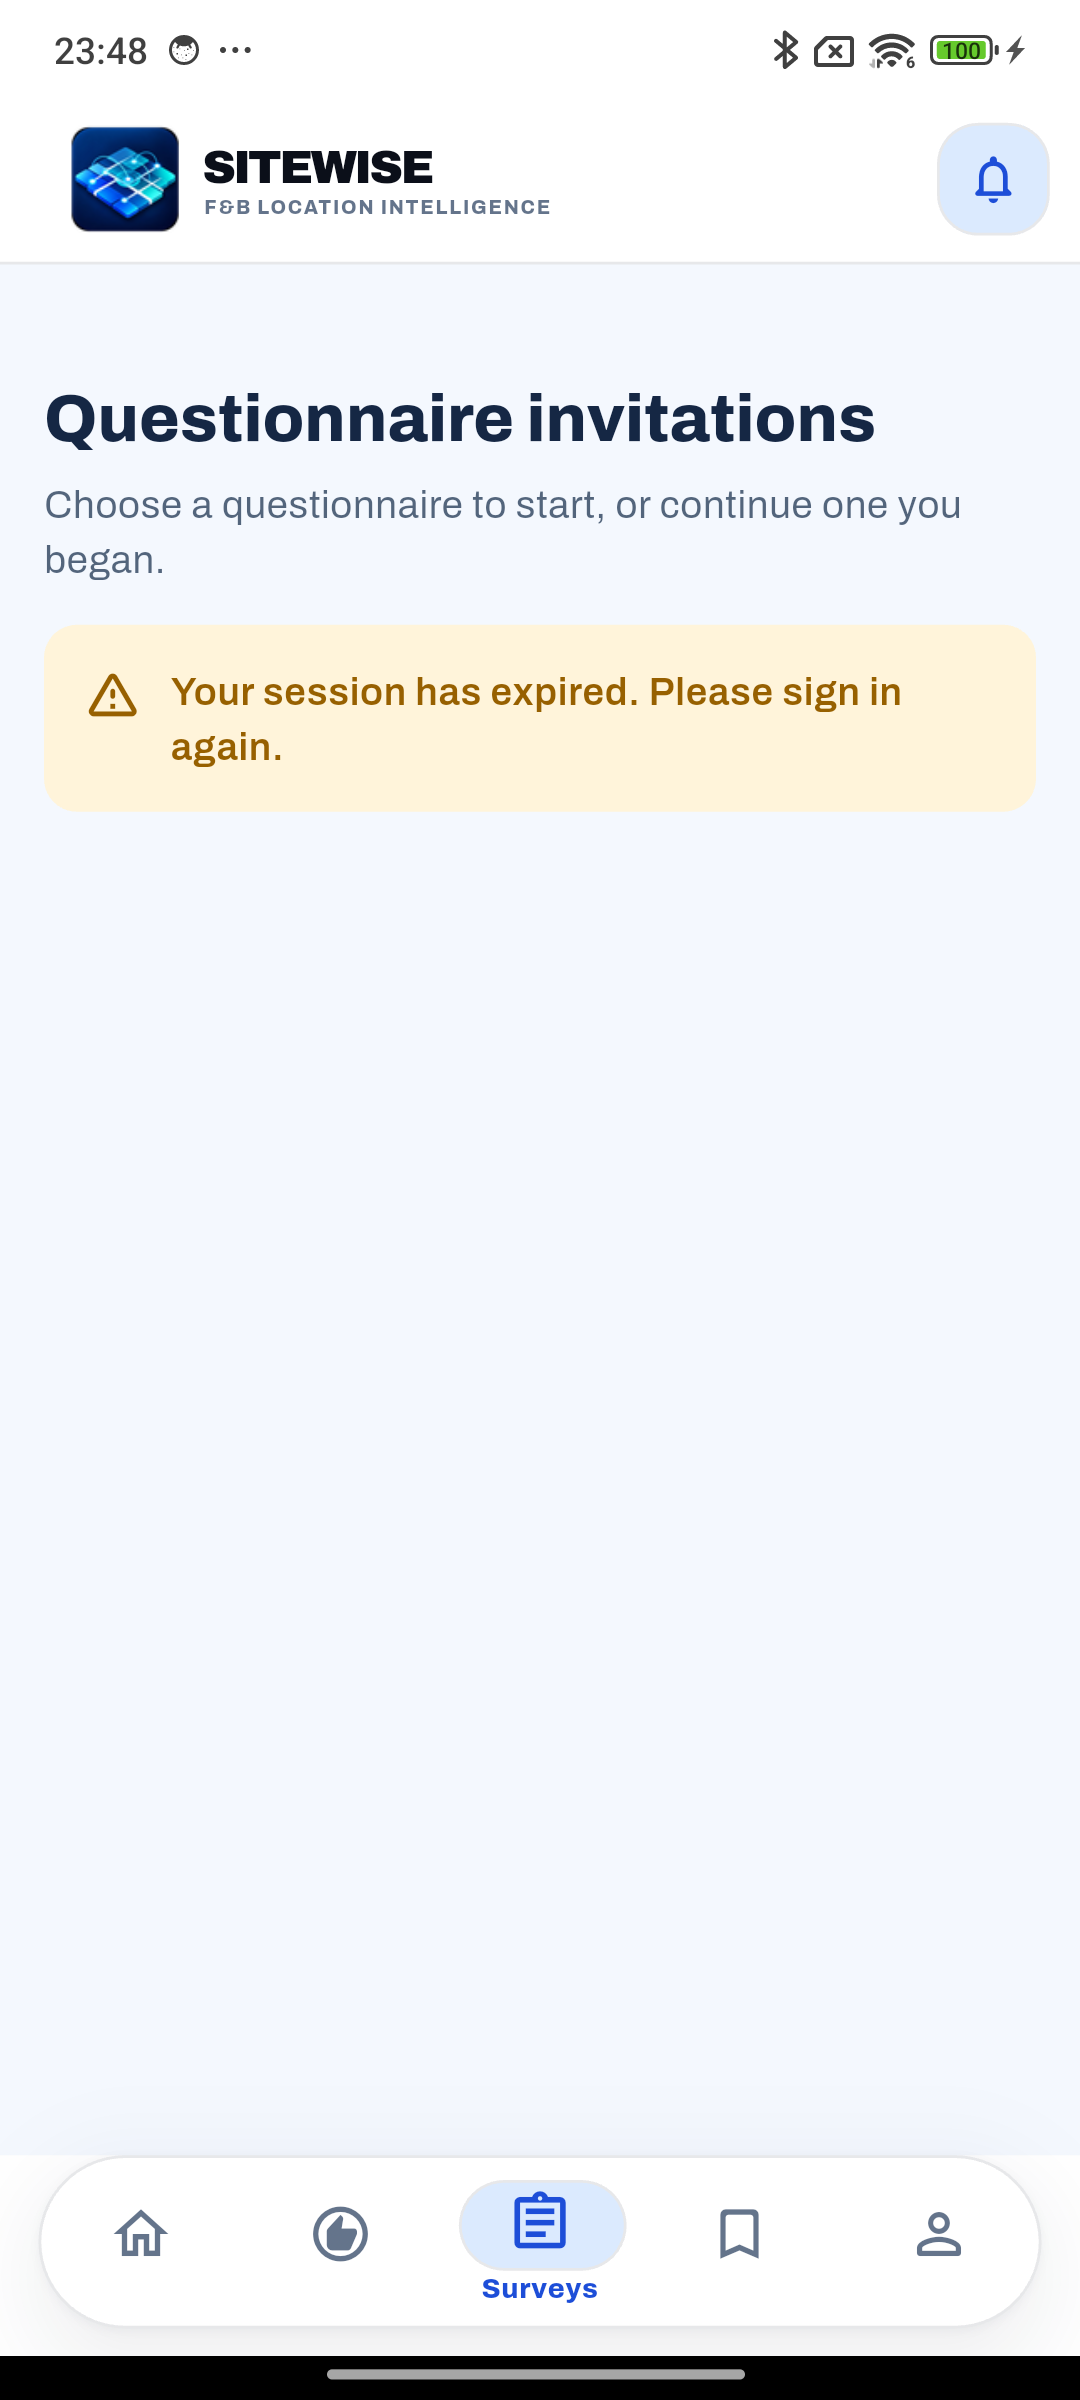 23:48
100
6
SITEWISE
F&B LOCATION INTELLIGENCE
Questionnaire invitations
Choose a questionnaire to start, or continue one you
began.
Your session has expired. Please sign in
again.
Surveys